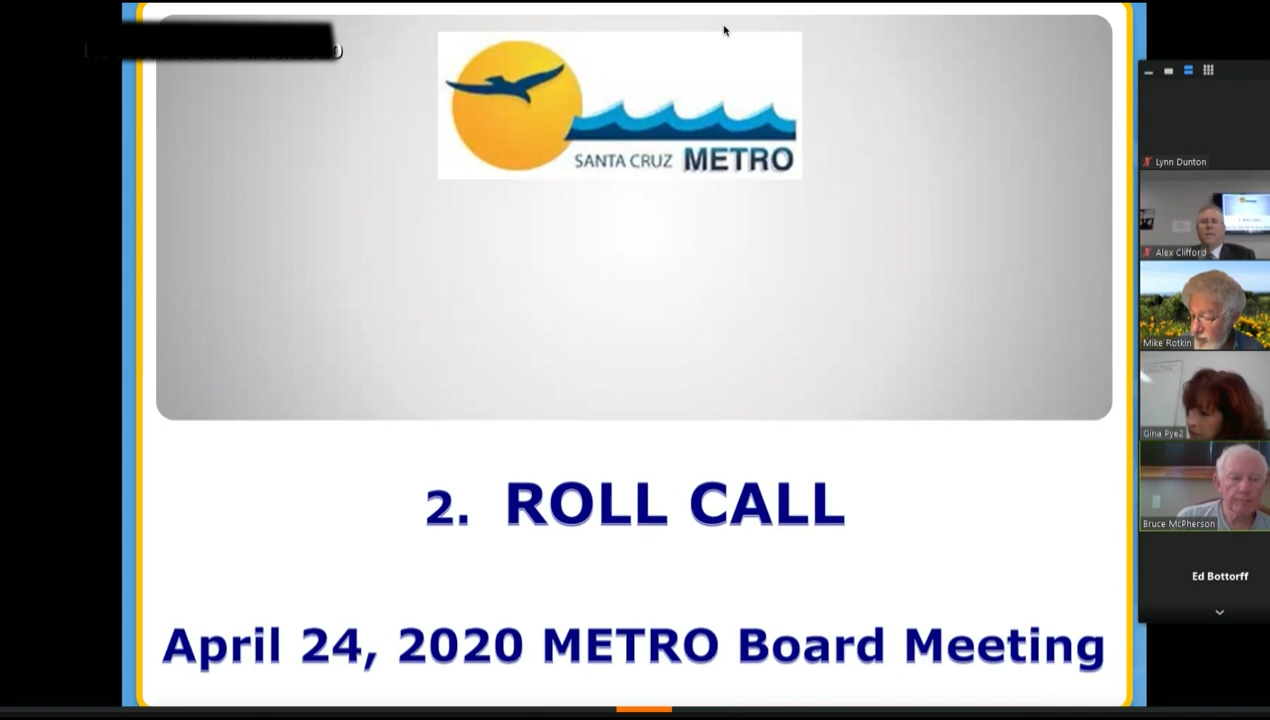 SANTA CRUZ METRO
2. ROLL CALL
April 24, 2020 METRO Board Meeting
Lynn Dunton
Alex Clifford
Mike Rotkin
Gina Pye2
Bruce McPherson
Ed Bottorff